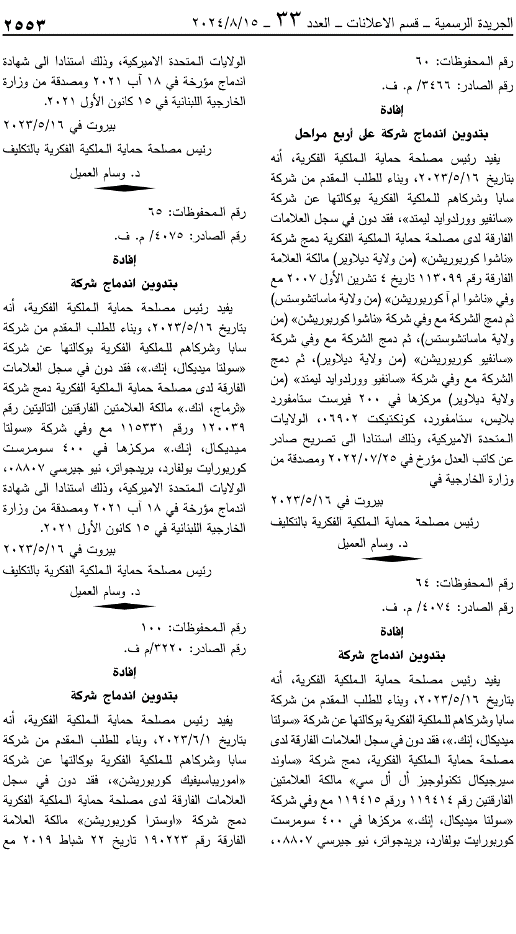 الجريدة الرسمية ــ قسم الاعلانات ــ العدد ٣٣ ــ ٢٠٢٤/٨/١٥
٢٥٥٣
رقم المحفوظات: ٦٠
رقم الصادر: ٣٤٦٦/ م. ف.
إفادة
بتدوين اندماج شركة على أربع مراحل
يفيد رئيس مصلحة حماية الملكية الفكرية، أنه
بتاريخ ٢٠٢٣/٥/١٦، وبناء للطلب المقدم من شركة
سابا وشركاهم للملكية الفكرية بوكالتها عن شركة
«سانفيو وورلدوايد ليمتد»، فقد دون في سجل العلامات
الفارقة لدى مصلحة حماية الملكية الفكرية دمج شركة
«ناشوا كوربوريشن» (من ولاية ديلاوير) مالكة العلامة
الفارقة رقم ١١٣٠٩٩ تاريخ ٤ تشرين الأول ٢٠٠٧ مع
وفي «ناشوا ام آ كوربوريشن» (من ولاية ماساتشوستس)
ثم دمج الشركة مع وفي شركة «ناشوا كوربوريشن» (من
ولاية ماساتشوستس)، ثم دمج الشركة مع وفي شركة
«سانفيو كوربوريشن» (من ولاية ديلاوير)، ثم دمج
الشركة مع وفي شركة «سانفيو وورلدوايد ليمتد» (من
ولاية ديلاوير) مركزها في ٢٠٠ فيرست ستامفورد
بلايس، ستامفورد، كونكتيكت ٠٦٩٠٢، الولايات
المتحدة الاميركية، وذلك استنادا الى تصريح صادر
عن كاتب العدل مؤرخ في ٢٠٢٢/٠٧/٢٥ ومصدقة من
وزارة الخارجية في
بيروت في ٢٠٢٣/٥/١٦
رئيس مصلحة حماية الملكية الفكرية بالتكليف
د. وسام العميل
رقم المحفوظات: ٦٤
رقم الصادر: ٤٠٧٤/ م. ف.
إفادة
بتدوين اندماج شركة
يفيد رئيس مصلحة حماية الملكية الفكرية، أنه
بتاريخ ٢٠٢٣/٥/١٦، وبناء للطلب المقدم من شركة
سابا وشركاهم للملكية الفكرية بوكالتها عن شركة «سولتا
ميديكال، إنك.»، فقد دون في سجل العلامات الفارقة لدى
مصلحة حماية الملكية الفكرية، دمج شركة «ساوند
سيرجيكال تكنولوجيز أل أل سي» مالكة العلامتين
الفارقتين رقم ١١٩٤١٤ ورقم ١١٩٤١٥ مع وفي شركة
«سولتا ميديكال، إنك.» مركزها في ٤٠٠ سومرست
كوربورايت بولفارد، بريدجواتر، نيو جيرسي ٠٨٨٠٧،
الولايات المتحدة الاميركية، وذلك استنادا الى شهادة
اندماج مؤرخة في ١٨ آب ٢٠٢١ ومصدقة من وزارة
الخارجية اللبنانية في ١٥ كانون الأول ٢٠٢١.
بيروت في ٢٠٢٣/٥/١٦
رئيس مصلحة حماية الملكية الفكرية بالتكليف
د. وسام العميل
رقم المحفوظات: ٦٥
رقم الصادر: ٤٠٧٥/ م. ف.
إفادة
بتدوين اندماج شركة
يفيد رئيس مصلحة حماية الملكية الفكرية، أنه
بتاريخ ٢٠٢٣/٥/١٦، وبناء للطلب المقدم من شركة
سابا وشركاهم للملكية الفكرية بوكالتها عن شركة
«سولتا ميديكال، إنك.»، فقد دون في سجل العلامات
الفارقة لدى مصلحة حماية الملكية الفكرية دمج شركة
«ثرماج، انك.» مالكة العلامتين الفارقتين التاليتين رقم
١٢٠٠٣٩ ورقم ١١٥٣٣١ مع وفي شركة «سولتا
ميديكال، إنك.» مركزها في ٤٠٠ سومرست
كوربورايت بولفارد، بريدجواتر، نيو جيرسي ٠٨٨٠٧،
الولايات المتحدة الاميركية، وذلك استنادا الى شهادة
اندماج مؤرخة في ١٨ آب ٢٠٢١ ومصدقة من وزارة
الخارجية اللبنانية في ١٥ كانون الأول ٢٠٢١.
بيروت في ٢٠٢٣/٥/١٦
رئيس مصلحة حماية الملكية الفكرية بالتكليف
د. وسام العميل
رقم المحفوظات: ١٠٠
رقم الصادر: ٣٢٢٠/م ف.
إفادة
بتدوين اندماج شركة
يفيد رئيس مصلحة حماية الملكية الفكرية، أنه
بتاريخ ٢٠٢٣/٦/١، وبناء للطلب المقدم من شركة
سابا وشركاهم للملكية الفكرية بوكالتها عن شركة
«اموريباسيفيك كوربوريشن»، فقد دون في سجل
العلامات الفارقة لدى مصلحة حماية الملكية الفكرية
دمج شركة «اوسترا كوربوريشن» مالكة العلامة
الفارقة رقم ١٩٠٢٢٣ تاريخ ٢٢ شباط ٢٠١٩ مع